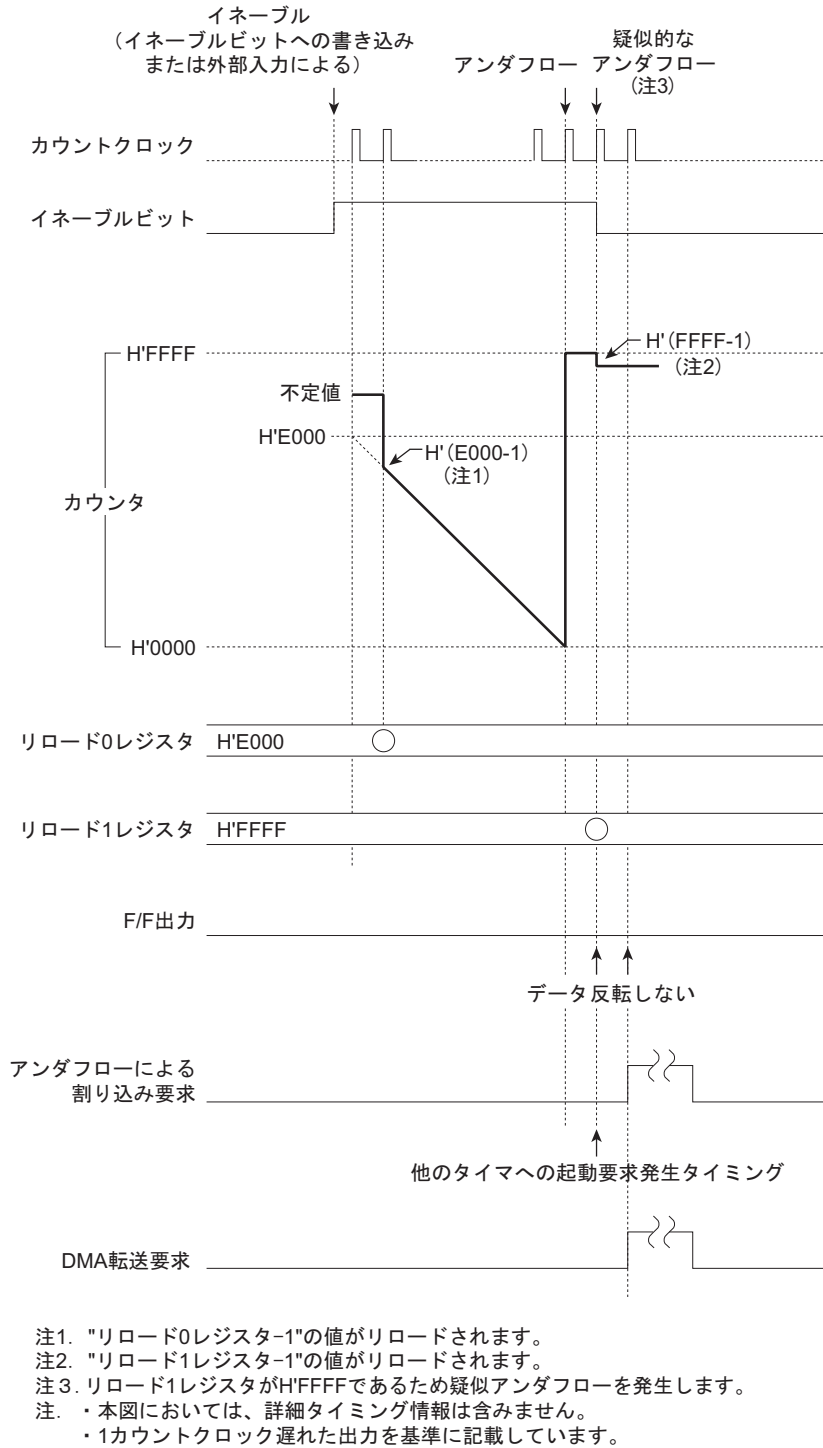 イネーブル
（イネーブルビットへの書き込み
または外部入力による）
アンダフロー
疑似的な
アンダフロー
（注3）
カウントクロック
イネーブルビット
H'FFFF
H'（FFFF-1）
（注2）
不定値
H'E000
H'（E000-1）
（注1）
カウンタ
H'0000
リロード0レジスタ H'E000
リロード1レジスタ H'FFFF
F/F出力
データ反転しない
アンダフローによる
割り込み要求
他のタイマへの起動要求発生タイミング
DMA転送要求
注1. "リロード0レジスタ−1"の値がリロードされます。
注2. "リロード1レジスタ−1"の値がリロードされます。
注３. リロード1レジスタがH'FFFFであるため疑似アンダフローを発生します。
注. ・本図においては、詳細タイミング情報は含みません。
・1カウントクロック遅れた出力を基準に記載しています。